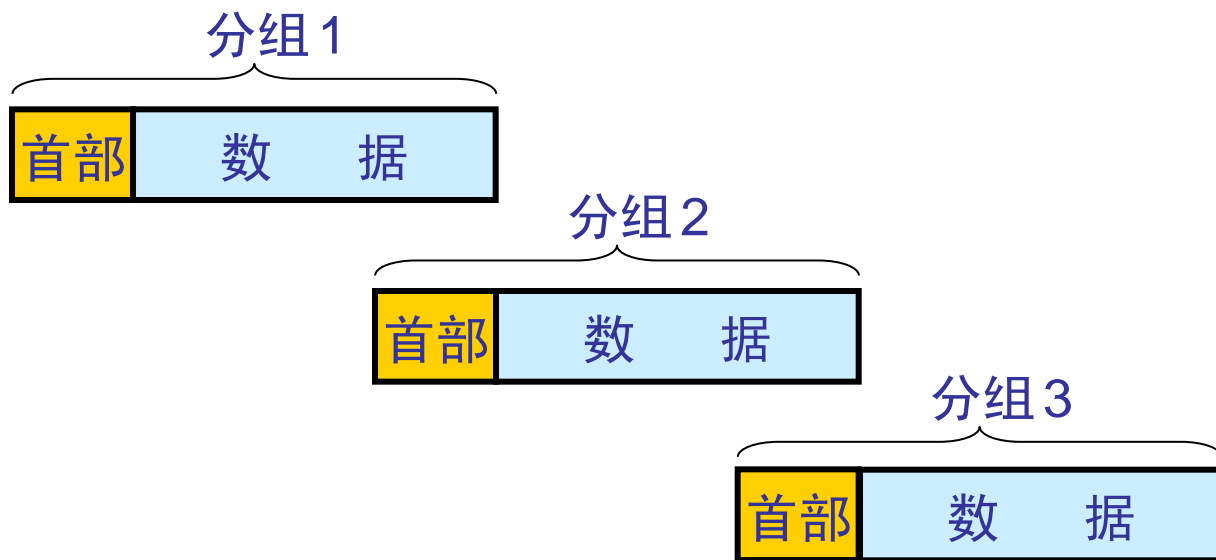 分组1
首部 数 据
分组2
首部 数 据
分组3
首部 数 据